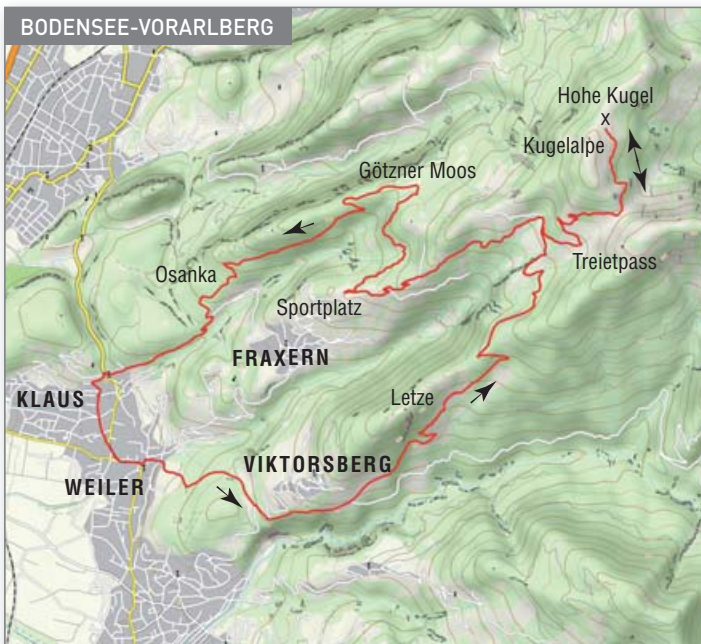 BODENSEE-VORARLBERG
Hohe Kugel
x
Kugelalpe
Götzner Moos
Treietpass
Osanka
Sportplatz
FRAXERN
KLAUS
Letze
VIKTORSBERG
WEILER